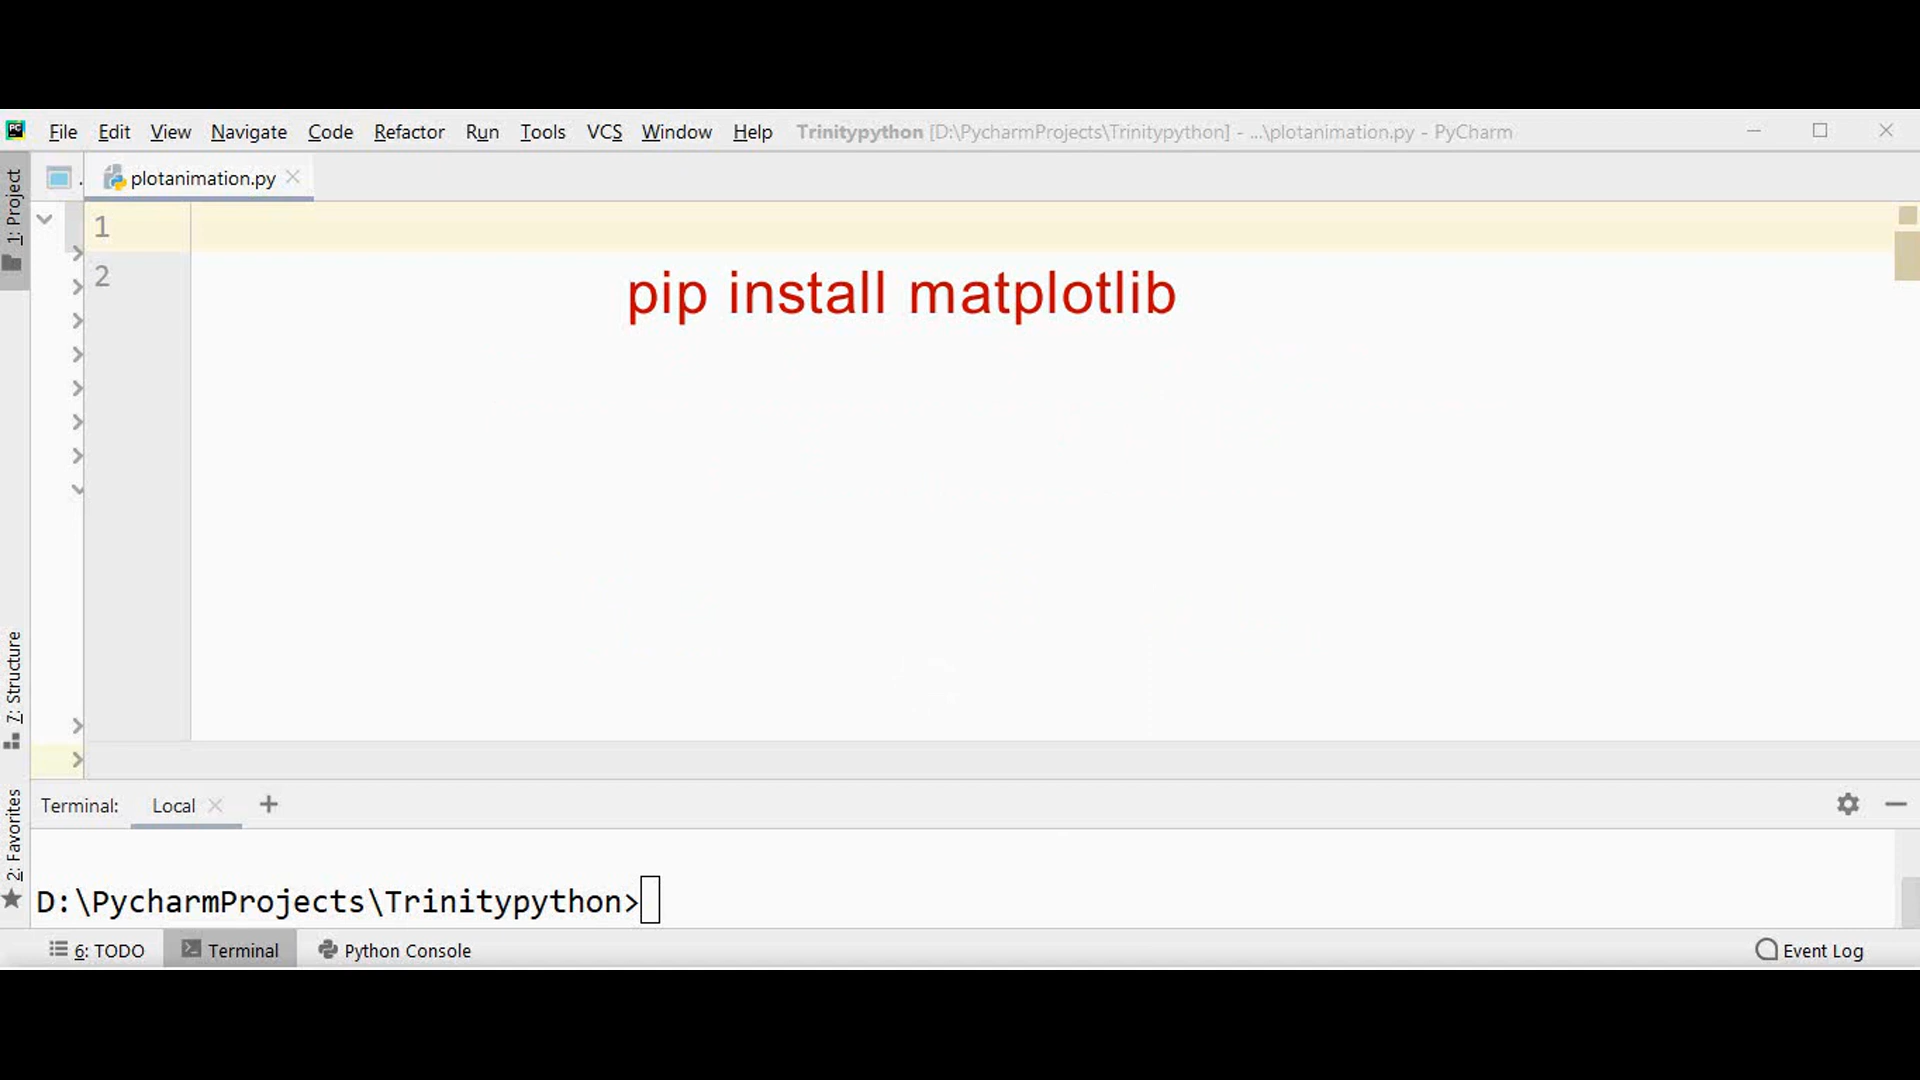 File Edit View Navigate Code Refactor Run Tools VCS Window Help Trinitypython [D:\PycharmProjects\Trinitypython] - ...\plotanimation.py - PyCharm
1: Project
. plotanimation.py
1
2
pip install matplotlib
7: Structure
2: Favorites
Terminal: Local +
D:\PycharmProjects\Trinitypython>
6: TODO Terminal Python Console Event Log